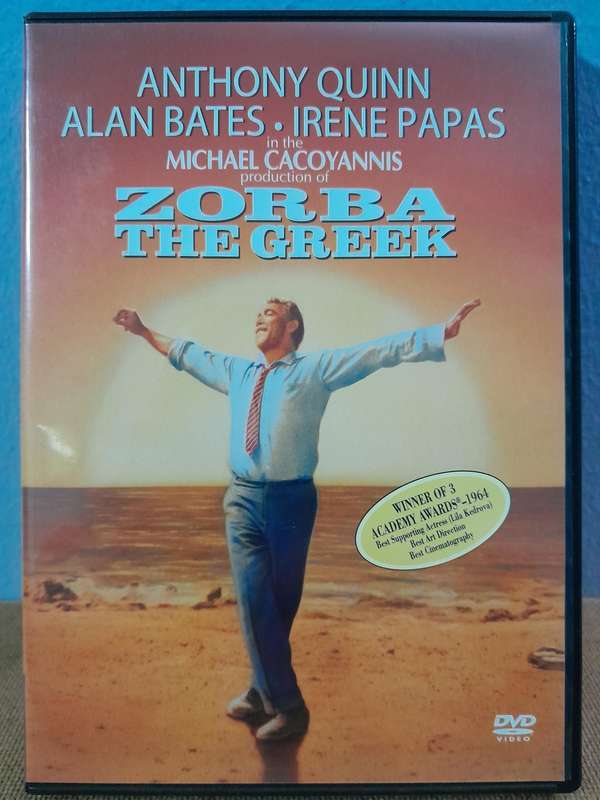 ANTHONY QUINN
ALAN BATES • IRENE PAPAS
in the
MICHAEL CACOYANNIS
production of
ZORBA
THE GREEK
WINNER OF 3
ACADEMY AWARDS®–1964
Best Supporting Actress (Lila Kedrova)
Best Art Direction
Best Cinematography
DVD
VIDEO